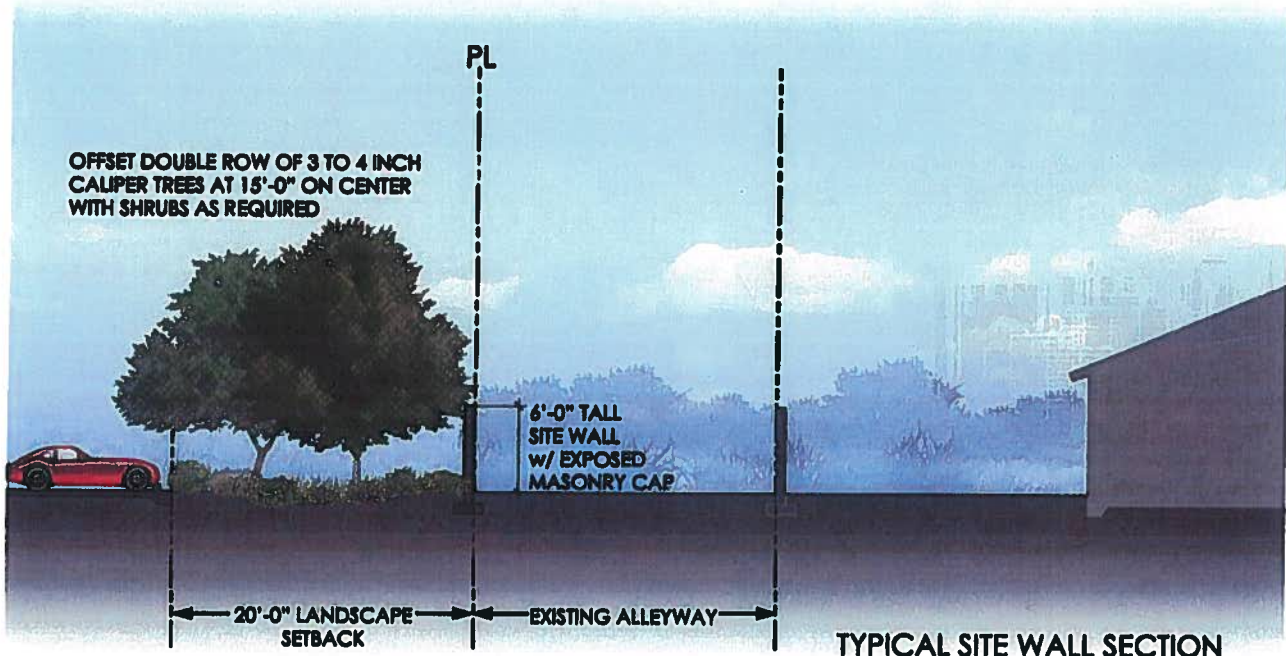 PL
OFFSET DOUBLE ROW OF 3 TO 4 INCH
CALIPER TREES AT 15'-0" ON CENTER
WITH SHRUBS AS REQUIRED
6'-0" TALL
SITE WALL
w/ EXPOSED
MASONRY CAP
20'-0" LANDSCAPE
SETBACK
EXISTING ALLEYWAY
TYPICAL SITE WALL SECTION